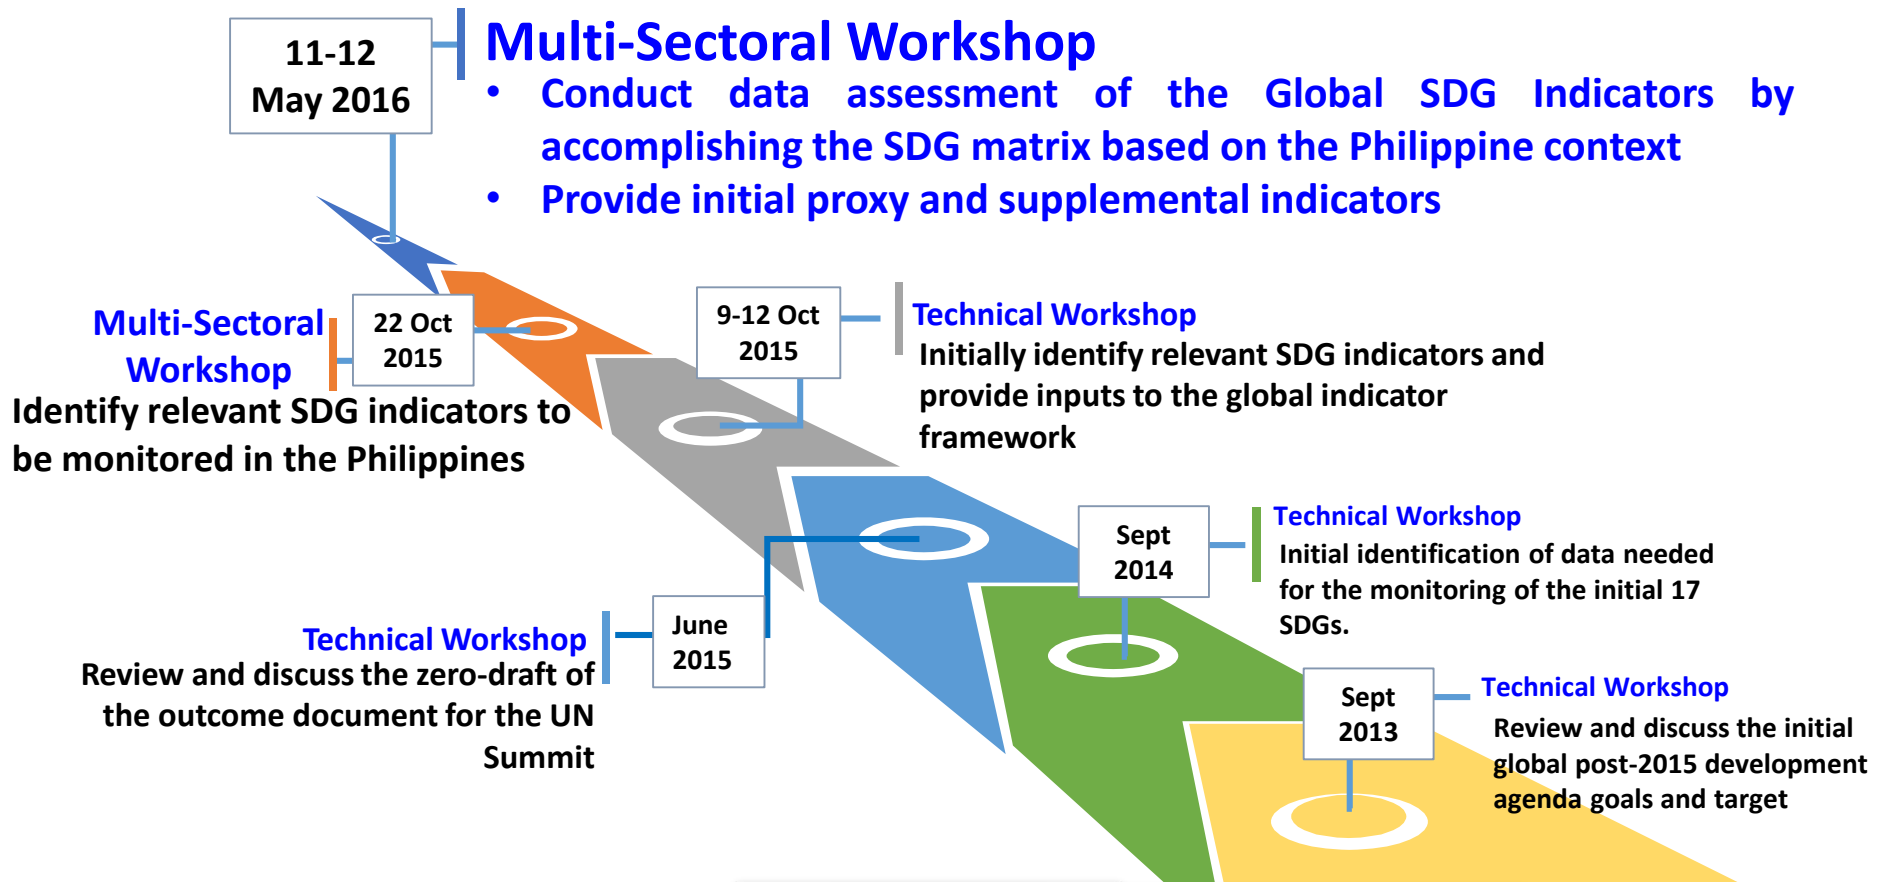 11-12
May 2016
Multi-Sectoral Workshop
• Conduct data assessment of the Global SDG Indicators by
accomplishing the SDG matrix based on the Philippine context
• Provide initial proxy and supplemental indicators
Multi-Sectoral
Workshop
22 Oct
2015
Identify relevant SDG indicators to
be monitored in the Philippines
9-12 Oct
2015
Technical Workshop
Initially identify relevant SDG indicators and
provide inputs to the global indicator
framework
Sept
2014
Technical Workshop
Initial identification of data needed
for the monitoring of the initial 17
SDGs.
Technical Workshop
June
2015
Review and discuss the zero-draft of
the outcome document for the UN
Summit
Sept
2013
Technical Workshop
Review and discuss the initial
global post-2015 development
agenda goals and target